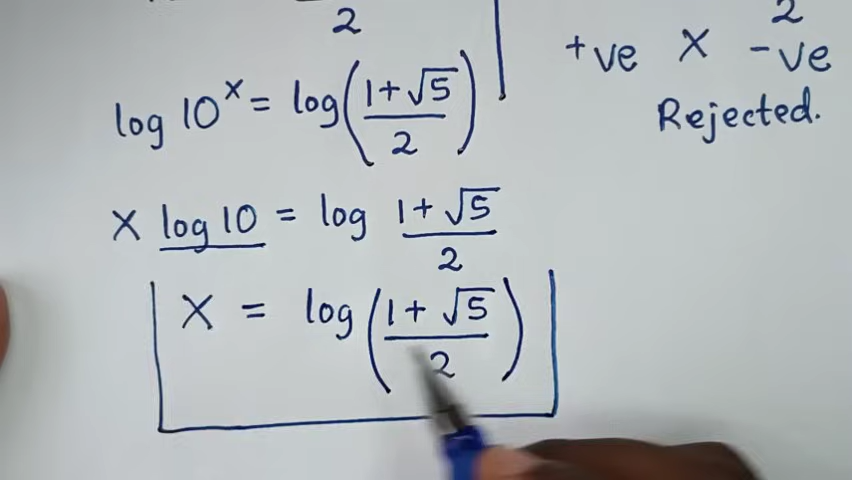 2
2
+ve X -ve
Rejected.
log 10^x = log((1+√5)/2)
x log 10 = log (1+√5)/2
X = log((1+√5)/2)